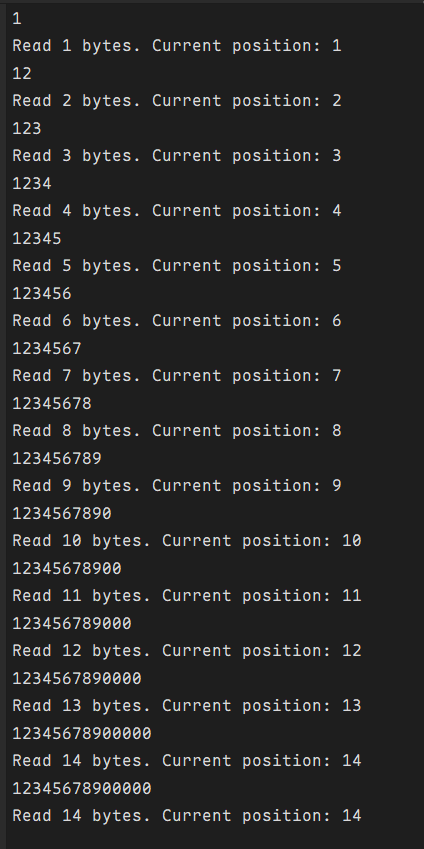 1
Read 1 bytes. Current position: 1
12
Read 2 bytes. Current position: 2
123
Read 3 bytes. Current position: 3
1234
Read 4 bytes. Current position: 4
12345
Read 5 bytes. Current position: 5
123456
Read 6 bytes. Current position: 6
1234567
Read 7 bytes. Current position: 7
12345678
Read 8 bytes. Current position: 8
123456789
Read 9 bytes. Current position: 9
1234567890
Read 10 bytes. Current position: 10
12345678900
Read 11 bytes. Current position: 11
123456789000
Read 12 bytes. Current position: 12
1234567890000
Read 13 bytes. Current position: 13
12345678900000
Read 14 bytes. Current position: 14
12345678900000
Read 14 bytes. Current position: 14